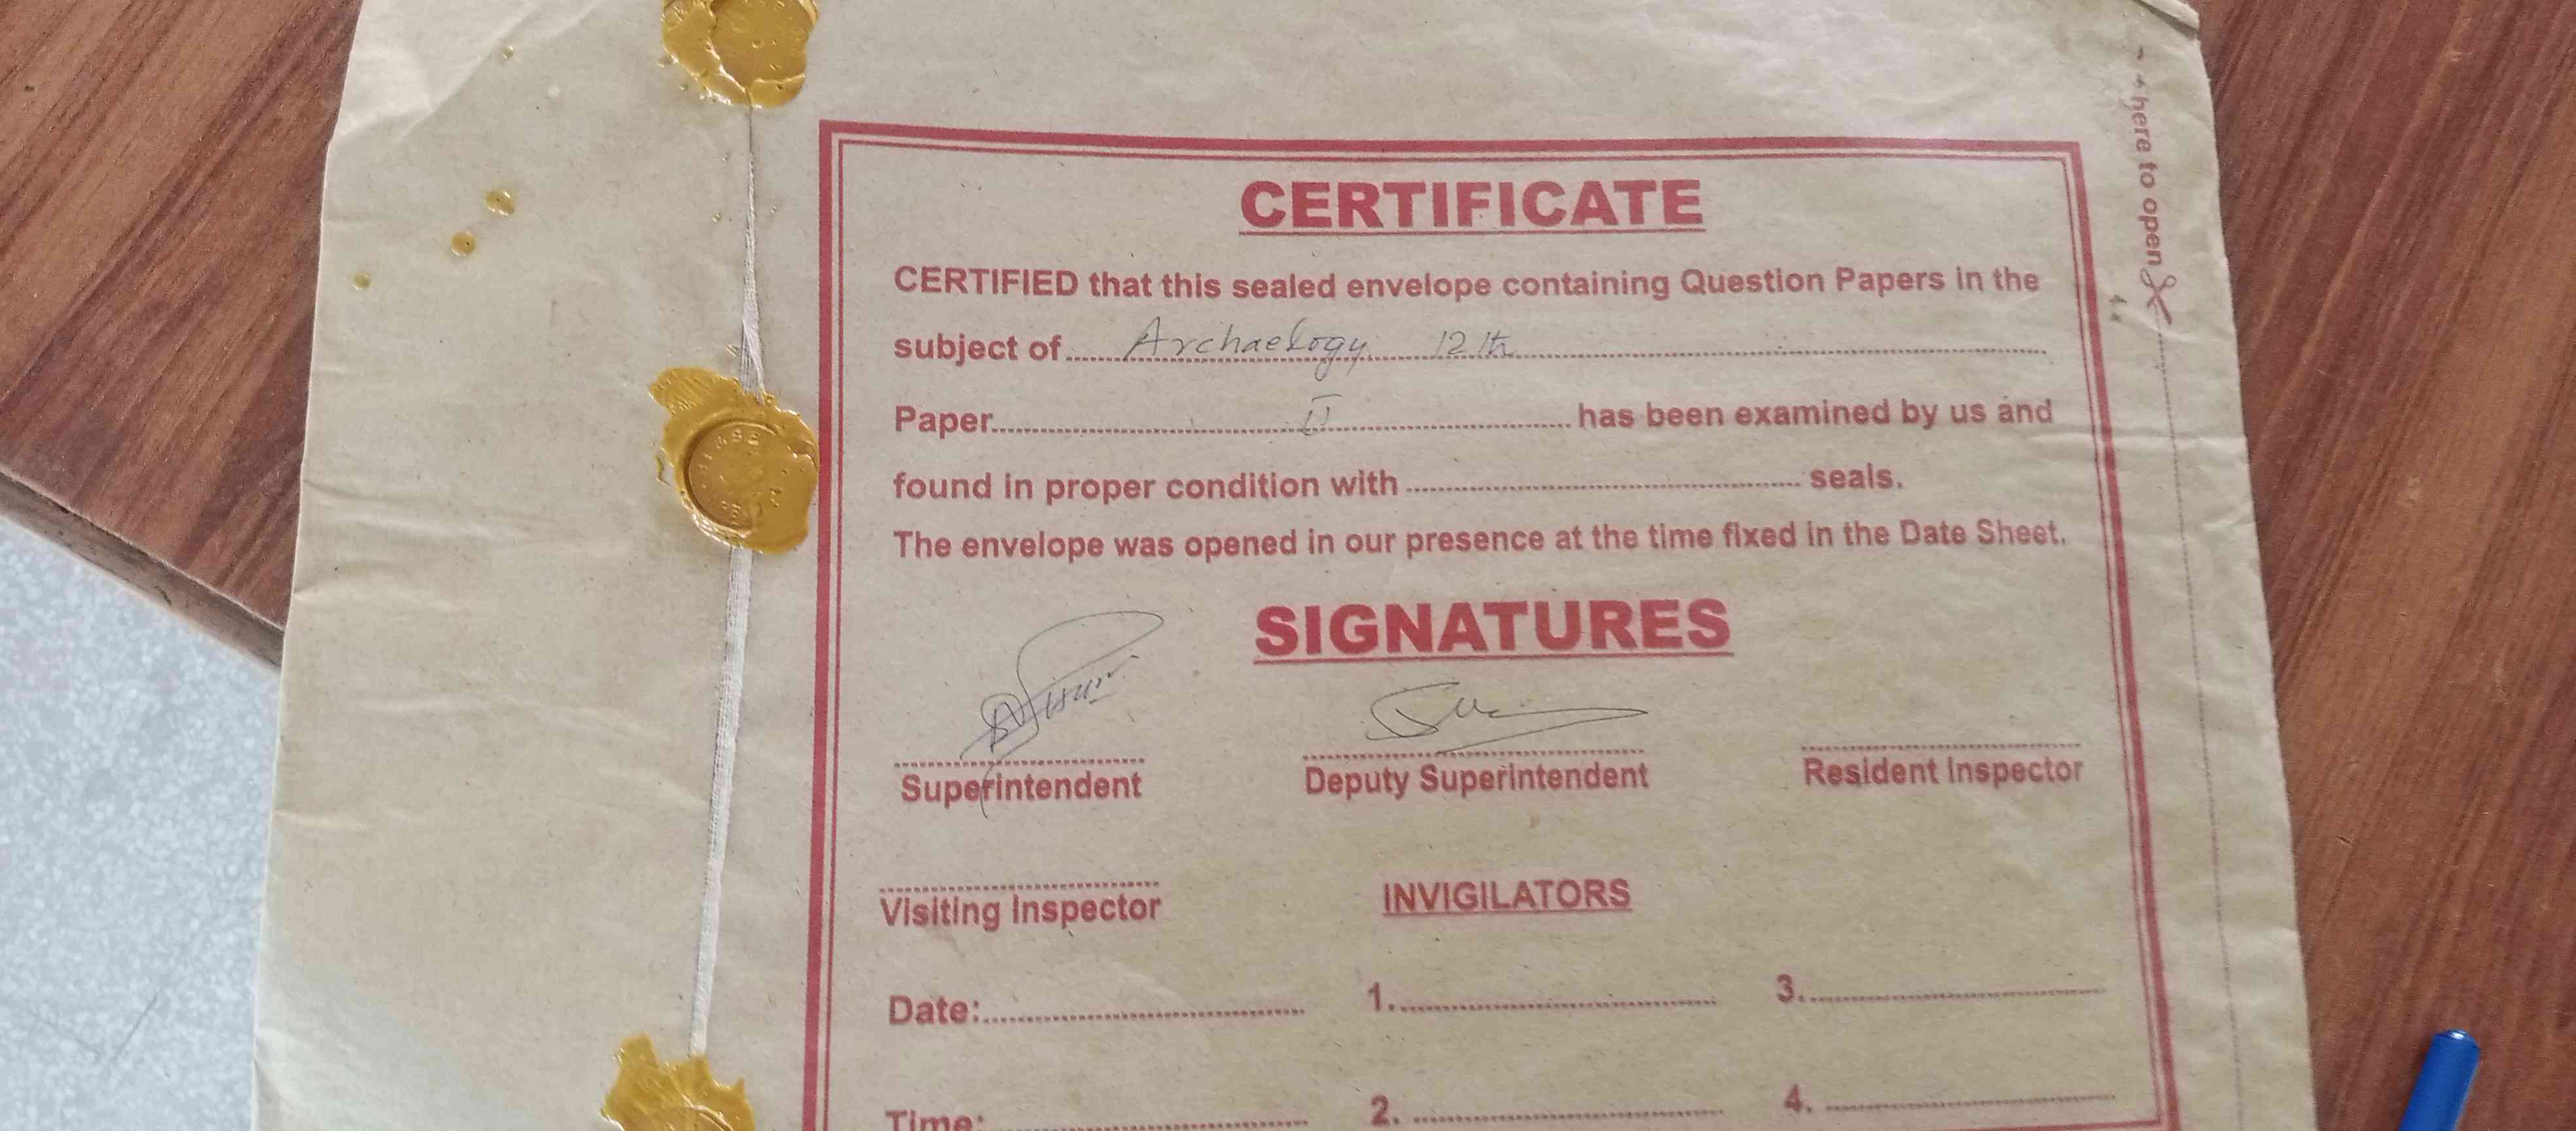 here to open
CERTIFICATE
CERTIFIED that this sealed envelope containing Question Papers in the
subject of Archaelogy 12th
Paper II has been examined by us and
found in proper condition with seals.
The envelope was opened in our presence at the time fixed in the Date Sheet.
SIGNATURES
Superintendent Deputy Superintendent Resident Inspector
Visiting Inspector INVIGILATORS
Date: 1. 3.
Time: 2. 4.